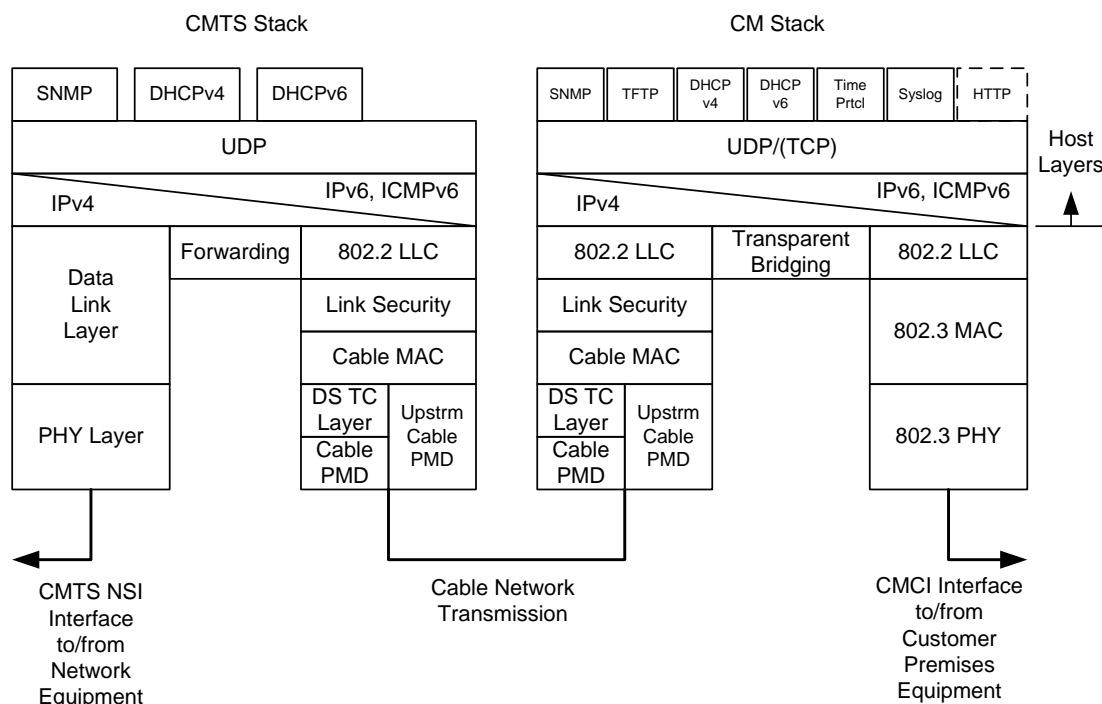 CMTS Stack
CM Stack
SNMP
DHCPv4
DHCPv6
SNMP
TFTP
DHCP
v4
DHCP
v6
Time
Prtcl
Syslog
HTTP
UDP
UDP/(TCP)
Host
Layers
IPv4
IPv6, ICMPv6
IPv4
IPv6, ICMPv6
Data
Link
Layer
Forwarding
802.2 LLC
802.2 LLC
Transparent
Bridging
802.2 LLC
Link Security
Link Security
802.3 MAC
Cable MAC
Cable MAC
PHY Layer
DS TC
Layer
Cable
PMD
Upstrm
Cable
PMD
DS TC
Layer
Cable
PMD
Upstrm
Cable
PMD
802.3 PHY
CMTS NSI
Interface
to/from
Network
Equipment
Cable Network
Transmission
CMCI Interface
to/from
Customer
Premises
Equipment